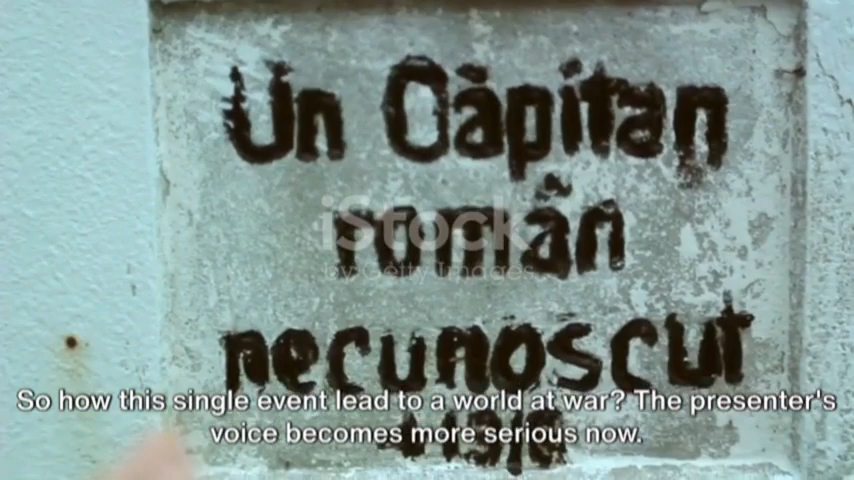 Un Căpitan
român
iStock
by Getty Images
necunoscut
So how this single event lead to a world at war? The presenter's
voice becomes more serious now.